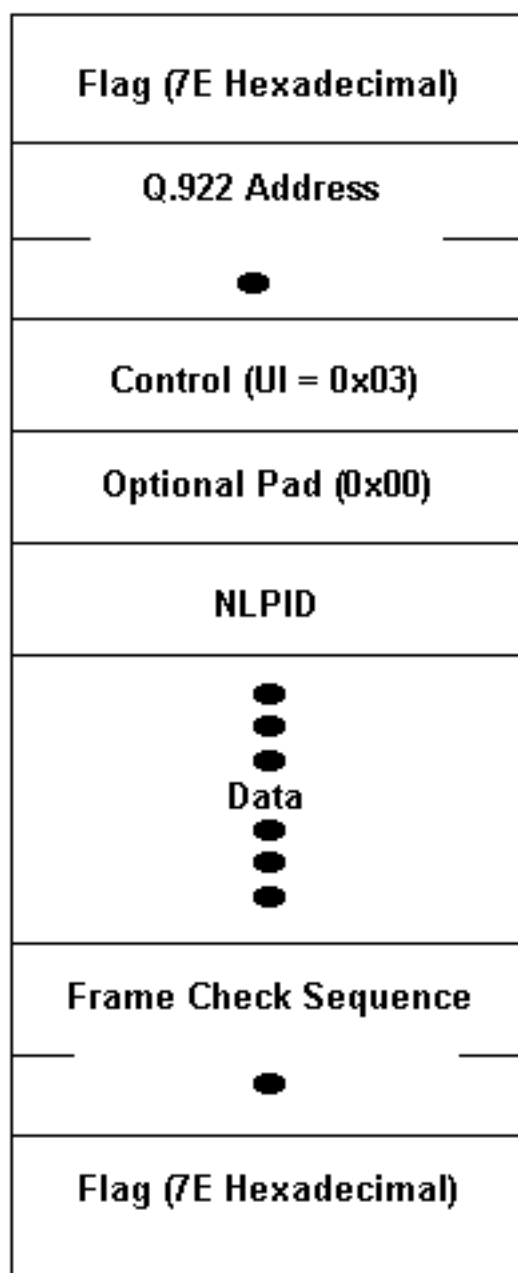 Flag (7E Hexadecimal)
Q.922 Address
Control (UI = 0x03)
Optional Pad (0x00)
NLPID
Data
Frame Check Sequence
Flag (7E Hexadecimal)